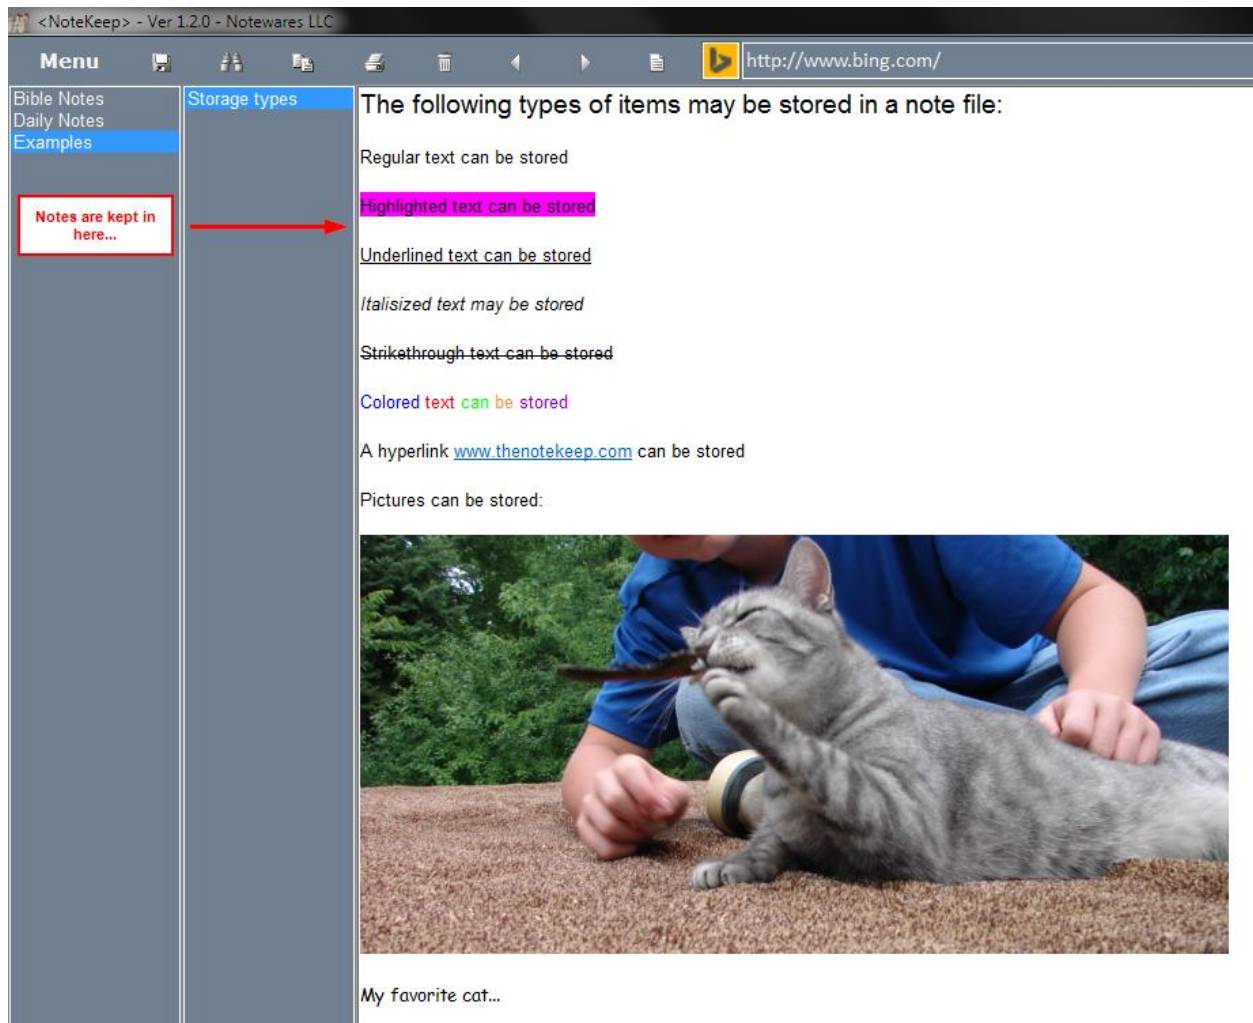 <NoteKeep> - Ver 1.2.0 - Notewares LLC
Menu
http://www.bing.com/
Bible Notes
Daily Notes
Examples
Storage types
Notes are kept in
here...
The following types of items may be stored in a note file:
Regular text can be stored
Highlighted text can be stored
Underlined text can be stored
Italisized text may be stored
Strikethrough text can be stored
Colored text can be stored
A hyperlink www.thenotekeep.com can be stored
Pictures can be stored:
My favorite cat...